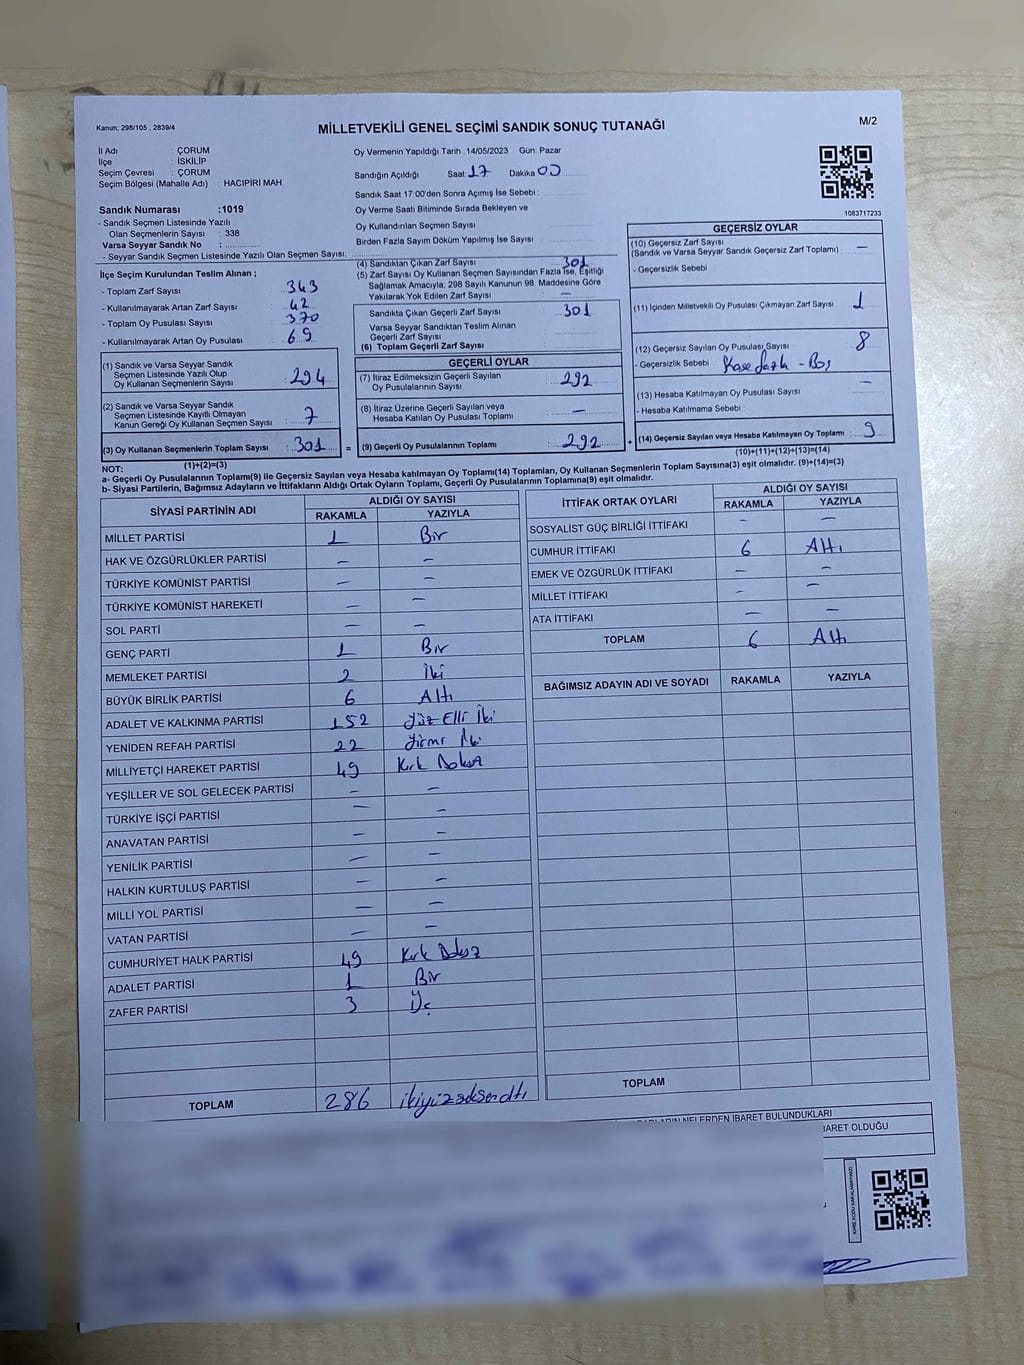 Kanun; 298/105 , 2839/4
MİLLETVEKİLİ GENEL SEÇİMİ SANDIK SONUÇ TUTANAĞI
M/2
İl Adı : ÇORUM
İlçe : İSKİLİP
Seçim Çevresi : ÇORUM
Seçim Bölgesi (Mahalle Adı) : HACIPİRİ MAH.
Sandık Numarası :1019
- Sandık Seçmen Listesinde Yazılı
Olan Seçmenlerin Sayısı : 338
Varsa Seyyar Sandık No :
- Seyyar Sandık Seçmen Listesinde Yazılı Olan Seçmen Sayısı:
Oy Vermenin Yapıldığı Tarih :14/05/2023 Gün: Pazar
Sandığın Açıldığı Saat 17 Dakika 00
Sandık Saat 17:00'den Sonra Açımış İse Sebebi :
Oy Verme Saati Bitiminde Sırada Bekleyen ve
Oy Kullandırılan Seçmen Sayısı
Birden Fazla Sayım Döküm Yapılmış İse Sayısı
1083717233
İlçe Seçim Kurulundan Teslim Alınan ;
- Toplam Zarf Sayısı : 343
- Kullanılmayarak Artan Zarf Sayısı : 42
- Toplam Oy Pusulası Sayısı : 370
- Kullanılmayarak Artan Oy Pusulası : 69
(4) Sandıktan Çıkan Zarf Sayısı : 301
(5) Zarf Sayısı Oy Kullanan Seçmen Sayısından Fazla İse, Eşitliği
Sağlamak Amacıyla, 298 Sayılı Kanunun 98. Maddesine Göre
Yakılarak Yok Edilen Zarf Sayısı : —
Sandıkta Çıkan Geçerli Zarf Sayısı : 301
Varsa Seyyar Sandıktan Teslim Alınan
Geçerli Zarf Sayısı
(6) Toplam Geçerli Zarf Sayısı
GEÇERSİZ OYLAR
(10) Geçersiz Zarf Sayısı
(Sandık ve Varsa Seyyar Sandık Geçersiz Zarf Toplamı) : —
- Geçersizlik Sebebi
(11) İçinden Milletvekili Oy Pusulası Çıkmayan Zarf Sayısı : 1
(12) Geçersiz Sayılan Oy Pusulası Sayısı : 8
- Geçersizlik Sebebi : Kaşe fazla - Boş
(13) Hesaba Katılmayan Oy Pusulası Sayısı : —
- Hesaba Katılmama Sebebi
(14) Geçersiz Sayılan veya Hesaba Katılmayan Oy Toplamı : 9
(10)+(11)+(12)+(13)=(14)
(1) Sandık ve Varsa Seyyar Sandık
Seçmen Listesinde Yazılı Olup
Oy Kullanan Seçmenlerin Sayısı : 294
(2) Sandık ve Varsa Seyyar Sandık
Seçmen Listesinde Kayıtlı Olmayan
Kanun Gereği Oy Kullanan Seçmen Sayısı : 7
(3) Oy Kullanan Seçmenlerin Toplam Sayısı : 301 =
(1)+(2)=(3)
GEÇERLİ OYLAR
(7) İtiraz Edilmeksizin Geçerli Sayılan
Oy Pusulalarının Sayısı : 292
(8) İtiraz Üzerine Geçerli Sayılan veya
Hesaba Katılan Oy Pusulası Toplamı : —
(9) Geçerli Oy Pusulalarının Toplamı : 292 +
NOT:
a- Geçerli Oy Pusulalarının Toplamı(9) ile Geçersiz Sayılan veya Hesaba katılmayan Oy Toplamı(14) Toplamları, Oy Kullanan Seçmenlerin Toplam Sayısına(3) eşit olmalıdır. (9)+(14)=(3)
b- Siyasi Partilerin, Bağımsız Adayların ve İttifakların Aldığı Ortak Oyların Toplamı, Geçerli Oy Pusulalarının Toplamına(9) eşit olmalıdır.
SİYASİ PARTİNİN ADI ALDIĞI OY SAYISI
RAKAMLA YAZIYLA
MİLLET PARTİSİ 1 Bir
HAK VE ÖZGÜRLÜKLER PARTİSİ — —
TÜRKİYE KOMÜNİST PARTİSİ — —
TÜRKİYE KOMÜNİST HAREKETİ — —
SOL PARTİ — —
GENÇ PARTİ 1 Bir
MEMLEKET PARTİSİ 2 İki
BÜYÜK BİRLİK PARTİSİ 6 Altı
ADALET VE KALKINMA PARTİSİ 152 Yüz Elli İki
YENİDEN REFAH PARTİSİ 22 Yirmi İki
MİLLİYETÇİ HAREKET PARTİSİ 49 Kırk Dokuz
YEŞİLLER VE SOL GELECEK PARTİSİ — —
TÜRKİYE İŞÇİ PARTİSİ — —
ANAVATAN PARTİSİ — —
YENİLİK PARTİSİ — —
HALKIN KURTULUŞ PARTİSİ — —
MİLLİ YOL PARTİSİ — —
VATAN PARTİSİ — —
CUMHURİYET HALK PARTİSİ 49 Kırk Dokuz
ADALET PARTİSİ 1 Bir
ZAFER PARTİSİ 3 Üç
TOPLAM 286 ikiyüzseksenaltı
İTTİFAK ORTAK OYLARI ALDIĞI OY SAYISI
RAKAMLA YAZIYLA
SOSYALİST GÜÇ BİRLİĞİ İTTİFAKI — —
CUMHUR İTTİFAKI 6 Altı
EMEK VE ÖZGÜRLÜK İTTİFAKI — —
MİLLET İTTİFAKI — —
ATA İTTİFAKI — —
TOPLAM 6 Altı
BAĞIMSIZ ADAYIN ADI VE SOYADI RAKAMLA YAZIYLA
TOPLAM
NELERDEN İBARET BULUNDUKLARI
İBARET OLDUĞU